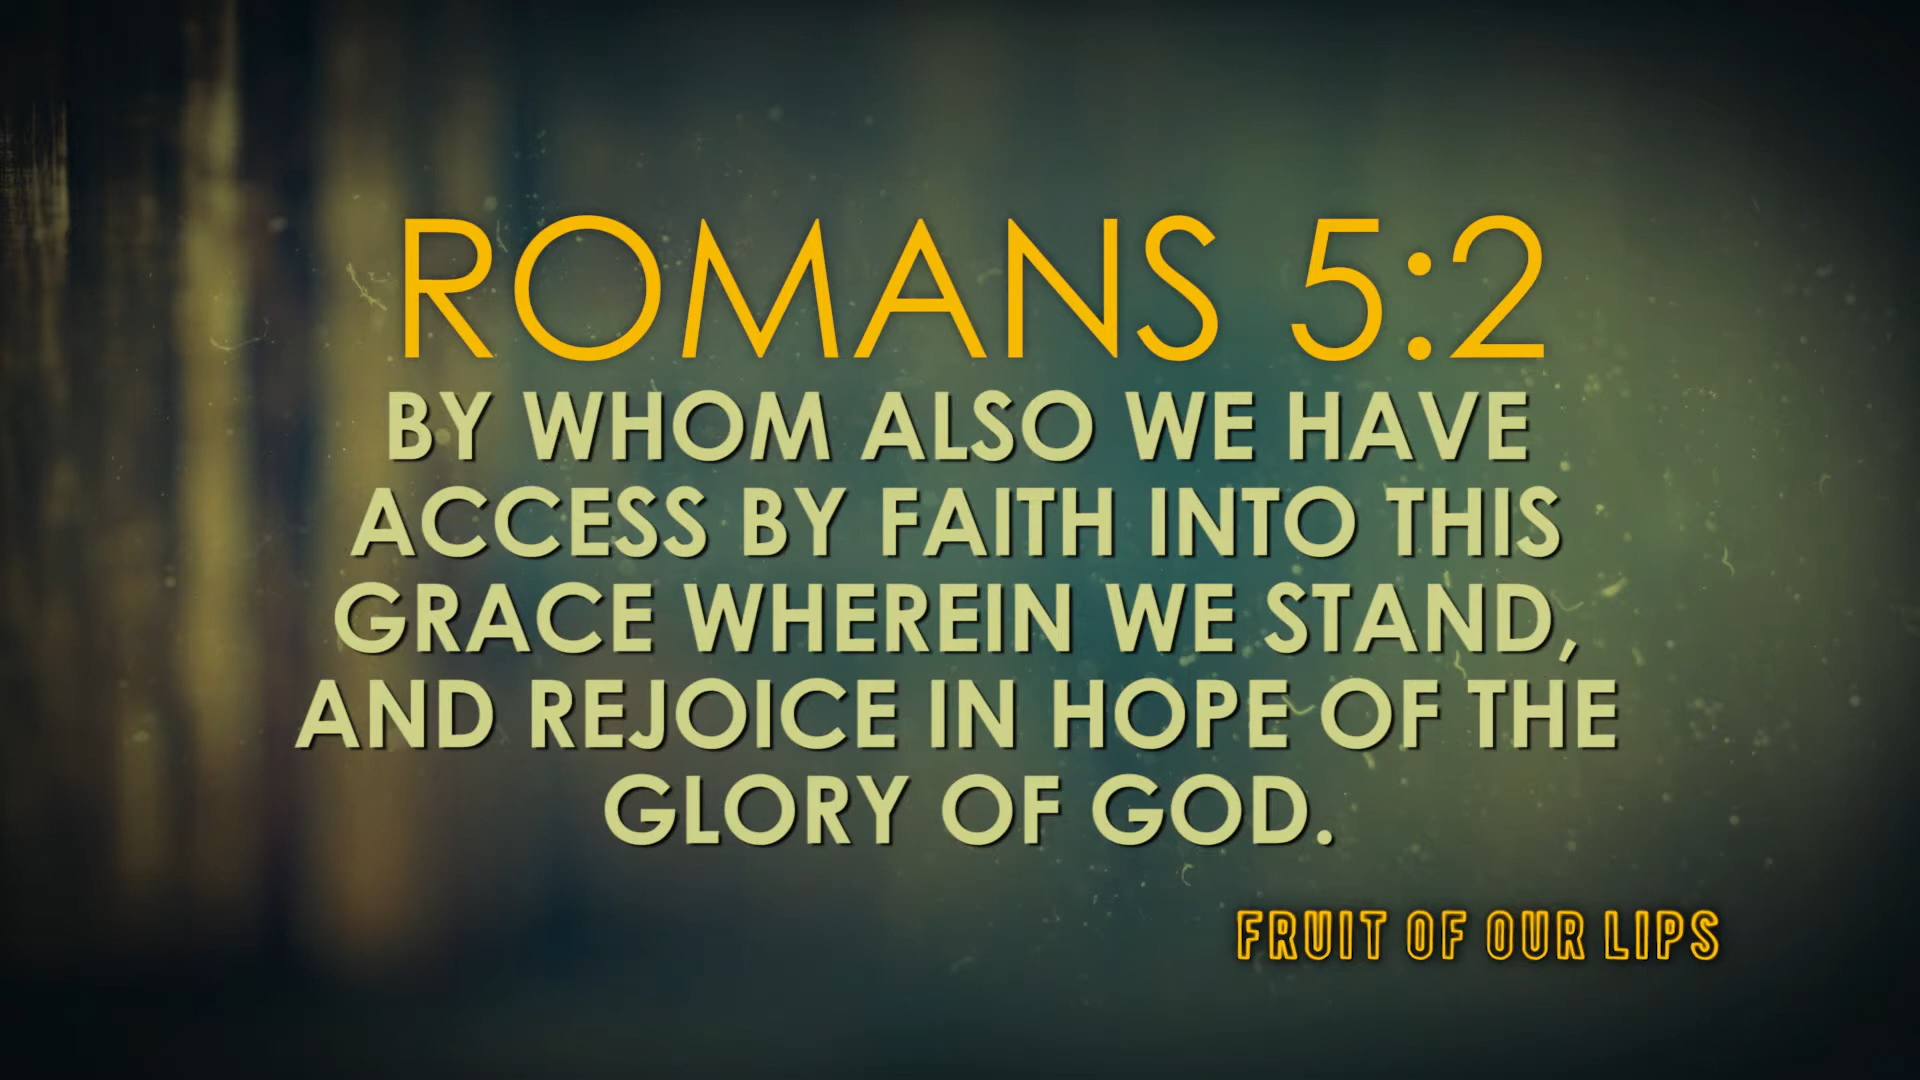 ROMANS 5:2
BY WHOM ALSO WE HAVE
ACCESS BY FAITH INTO THIS
GRACE WHEREIN WE STAND,
AND REJOICE IN HOPE OF THE
GLORY OF GOD.
FRUIT OF OUR LIPS